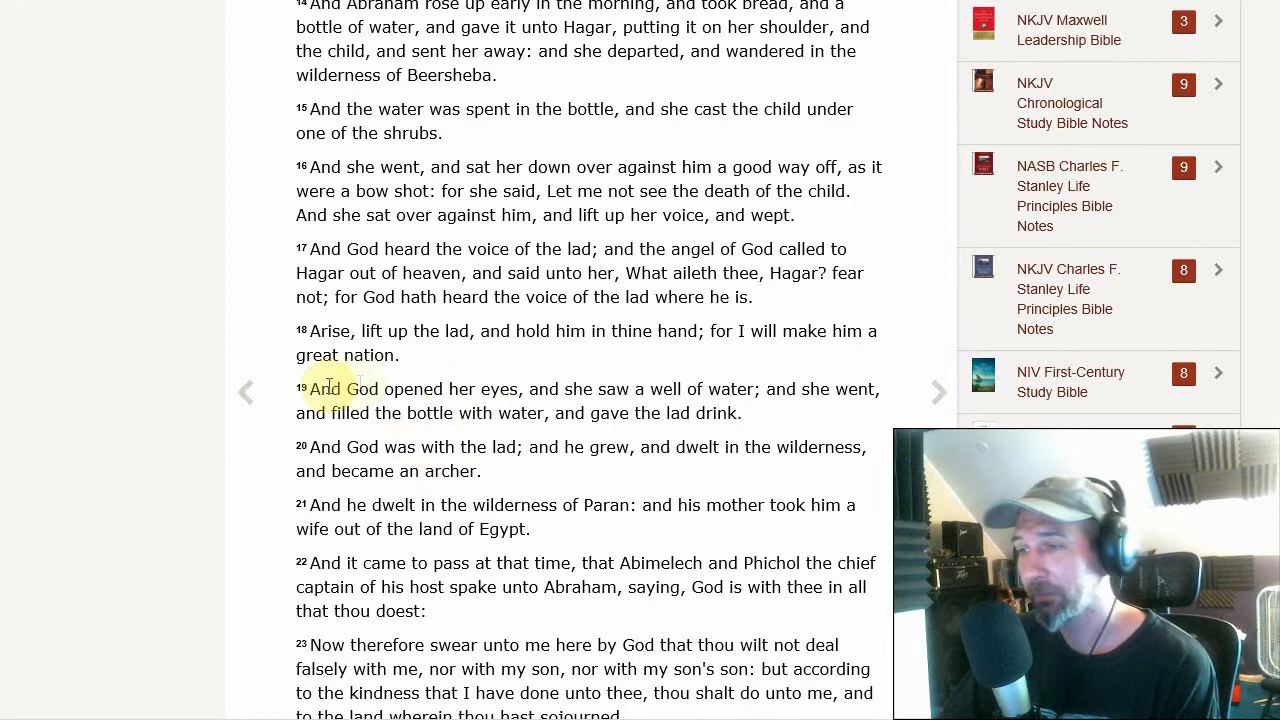 14 And Abraham rose up early in the morning, and took bread, and a
bottle of water, and gave it unto Hagar, putting it on her shoulder, and
the child, and sent her away: and she departed, and wandered in the
wilderness of Beersheba.
15 And the water was spent in the bottle, and she cast the child under
one of the shrubs.
16 And she went, and sat her down over against him a good way off, as it
were a bow shot: for she said, Let me not see the death of the child.
And she sat over against him, and lift up her voice, and wept.
17 And God heard the voice of the lad; and the angel of God called to
Hagar out of heaven, and said unto her, What aileth thee, Hagar? fear
not; for God hath heard the voice of the lad where he is.
18 Arise, lift up the lad, and hold him in thine hand; for I will make him a
great nation.
19 And God opened her eyes, and she saw a well of water; and she went,
and filled the bottle with water, and gave the lad drink.
20 And God was with the lad; and he grew, and dwelt in the wilderness,
and became an archer.
21 And he dwelt in the wilderness of Paran: and his mother took him a
wife out of the land of Egypt.
22 And it came to pass at that time, that Abimelech and Phichol the chief
captain of his host spake unto Abraham, saying, God is with thee in all
that thou doest:
23 Now therefore swear unto me here by God that thou wilt not deal
falsely with me, nor with my son, nor with my son's son: but according
to the kindness that I have done unto thee, thou shalt do unto me, and
to the land wherein thou hast sojourned.
NKJV Maxwell
Leadership Bible
3
NKJV
Chronological
Study Bible Notes
9
NASB Charles F.
Stanley Life
Principles Bible
Notes
9
NKJV Charles F.
Stanley Life
Principles Bible
Notes
8
NIV First-Century
Study Bible
8